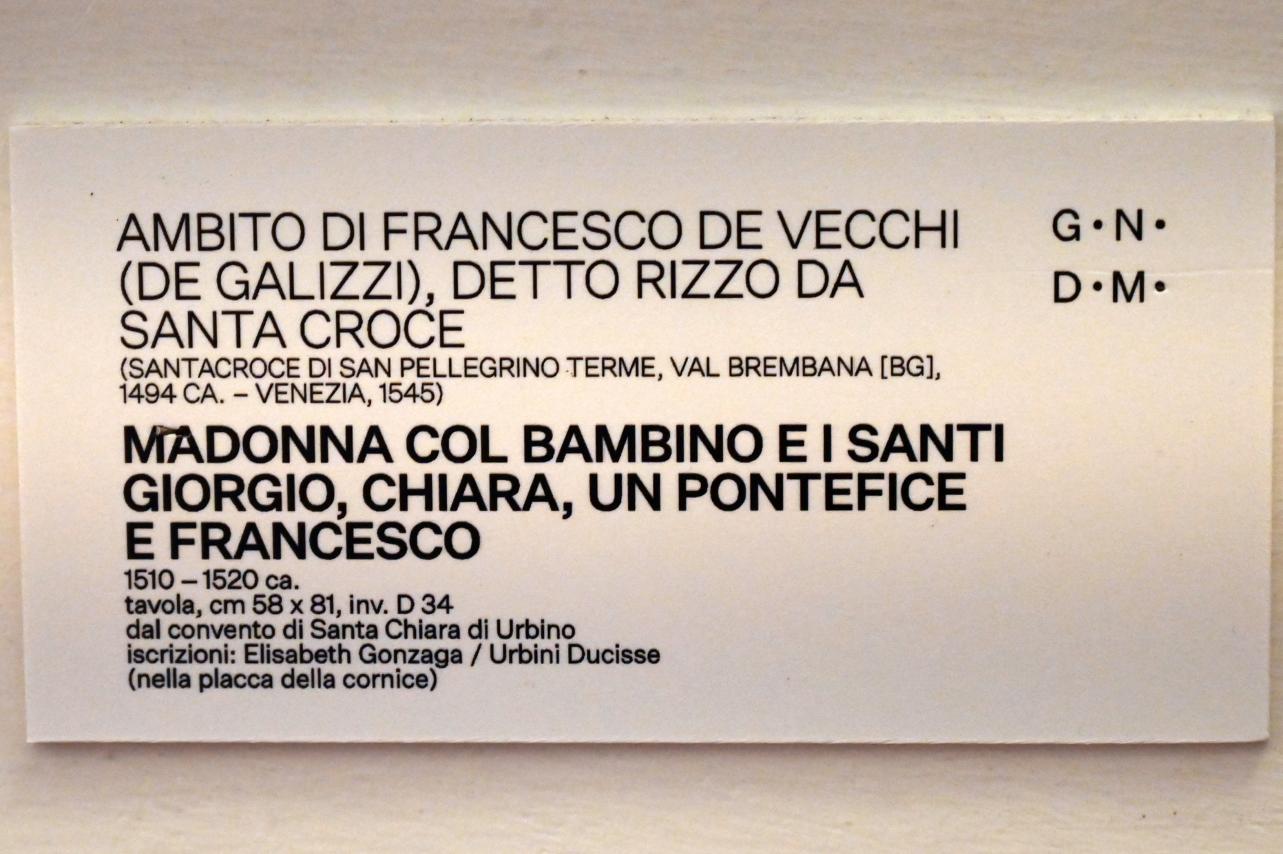 AMBITO DI FRANCESCO DE VECCHI
(DE GALIZZI), DETTO RIZZO DA
SANTA CROCE
(SANTACROCE DI SAN PELLEGRINO TERME, VAL BREMBANA [BG],
1494 CA. – VENEZIA, 1545)
MADONNA COL BAMBINO E I SANTI
GIORGIO, CHIARA, UN PONTEFICE
E FRANCESCO
1510 – 1520 ca.
tavola, cm 58 x 81, inv. D 34
dal convento di Santa Chiara di Urbino
iscrizioni: Elisabeth Gonzaga / Urbini Ducisse
(nella placca della cornice)
G•N•
D•M•